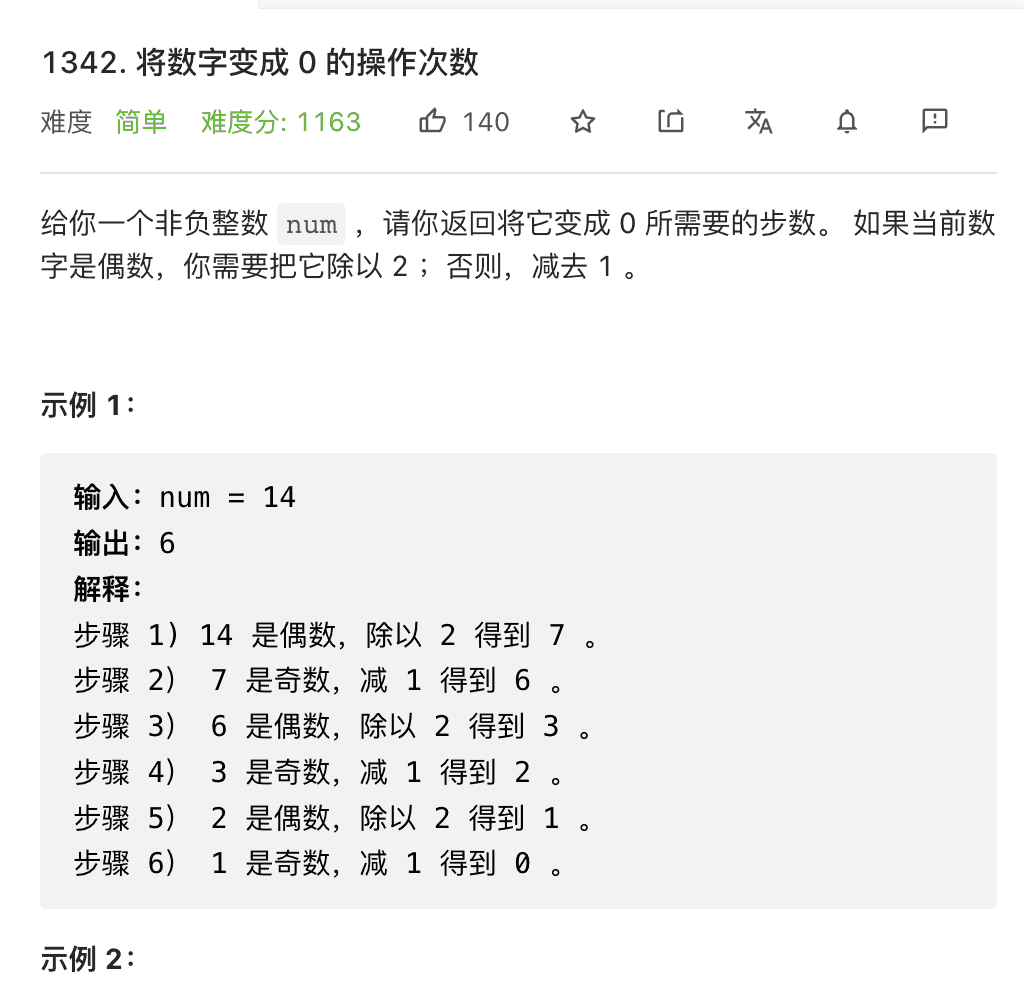 1342. 将数字变成 0 的操作次数
难度 简单 难度分: 1163 140
给你一个非负整数 num ，请你返回将它变成 0 所需要的步数。 如果当前数
字是偶数，你需要把它除以 2 ；否则，减去 1 。
示例 1：
输入：num = 14
输出：6
解释：
步骤 1) 14 是偶数，除以 2 得到 7 。
步骤 2） 7 是奇数，减 1 得到 6 。
步骤 3） 6 是偶数，除以 2 得到 3 。
步骤 4） 3 是奇数，减 1 得到 2 。
步骤 5） 2 是偶数，除以 2 得到 1 。
步骤 6） 1 是奇数，减 1 得到 0 。
示例 2：